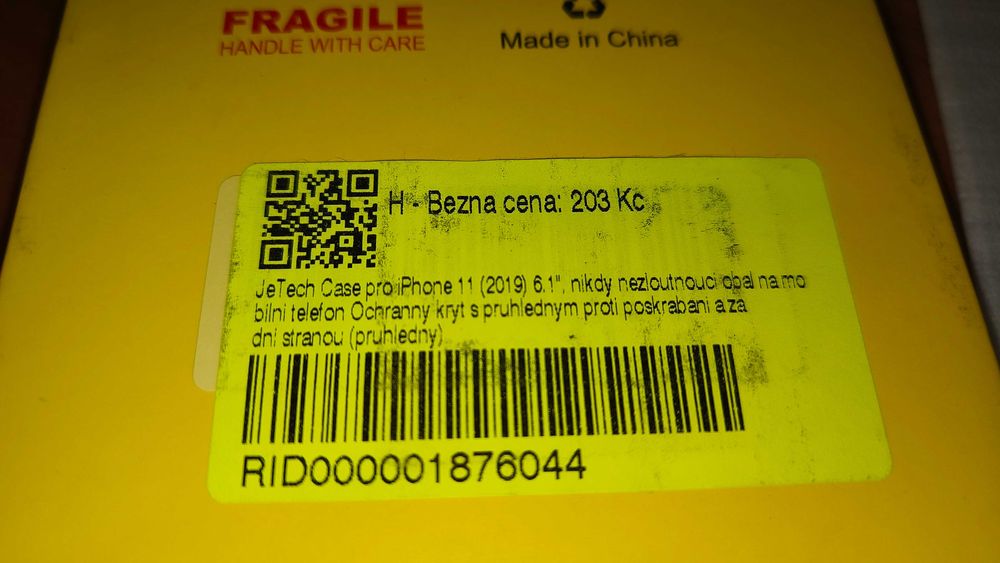 FRAGILE
HANDLE WITH CARE
Made in China
H - Bezna cena: 203 Kc
JeTech Case pro iPhone 11 (2019) 6.1", nikdy nezloutnouci obal na mo
bilni telefon Ochranny kryt s pruhlednym proti poskrabani a za
dni stranou (pruhledny)
RID000001876044